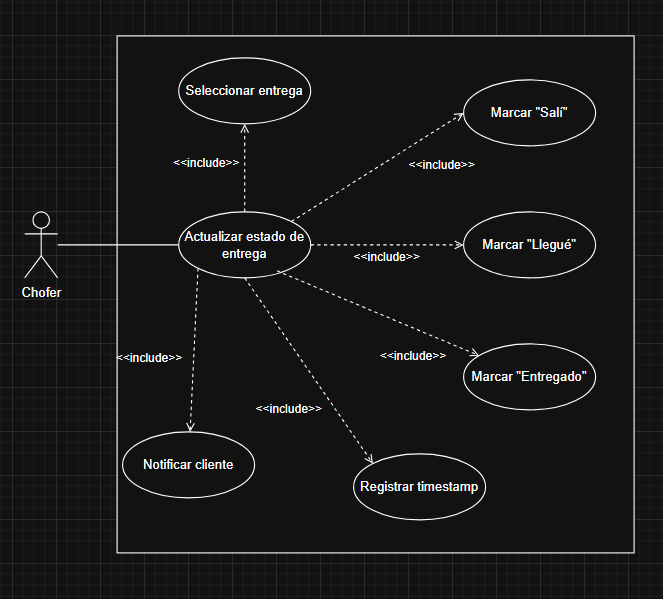 Seleccionar entrega
Marcar "Salí"
<<include>>
<<include>>
Actualizar estado de
entrega
Marcar "Llegué"
<<include>>
Chofer
<<include>>
<<include>>
Marcar "Entregado"
<<include>>
Notificar cliente
Registrar timestamp